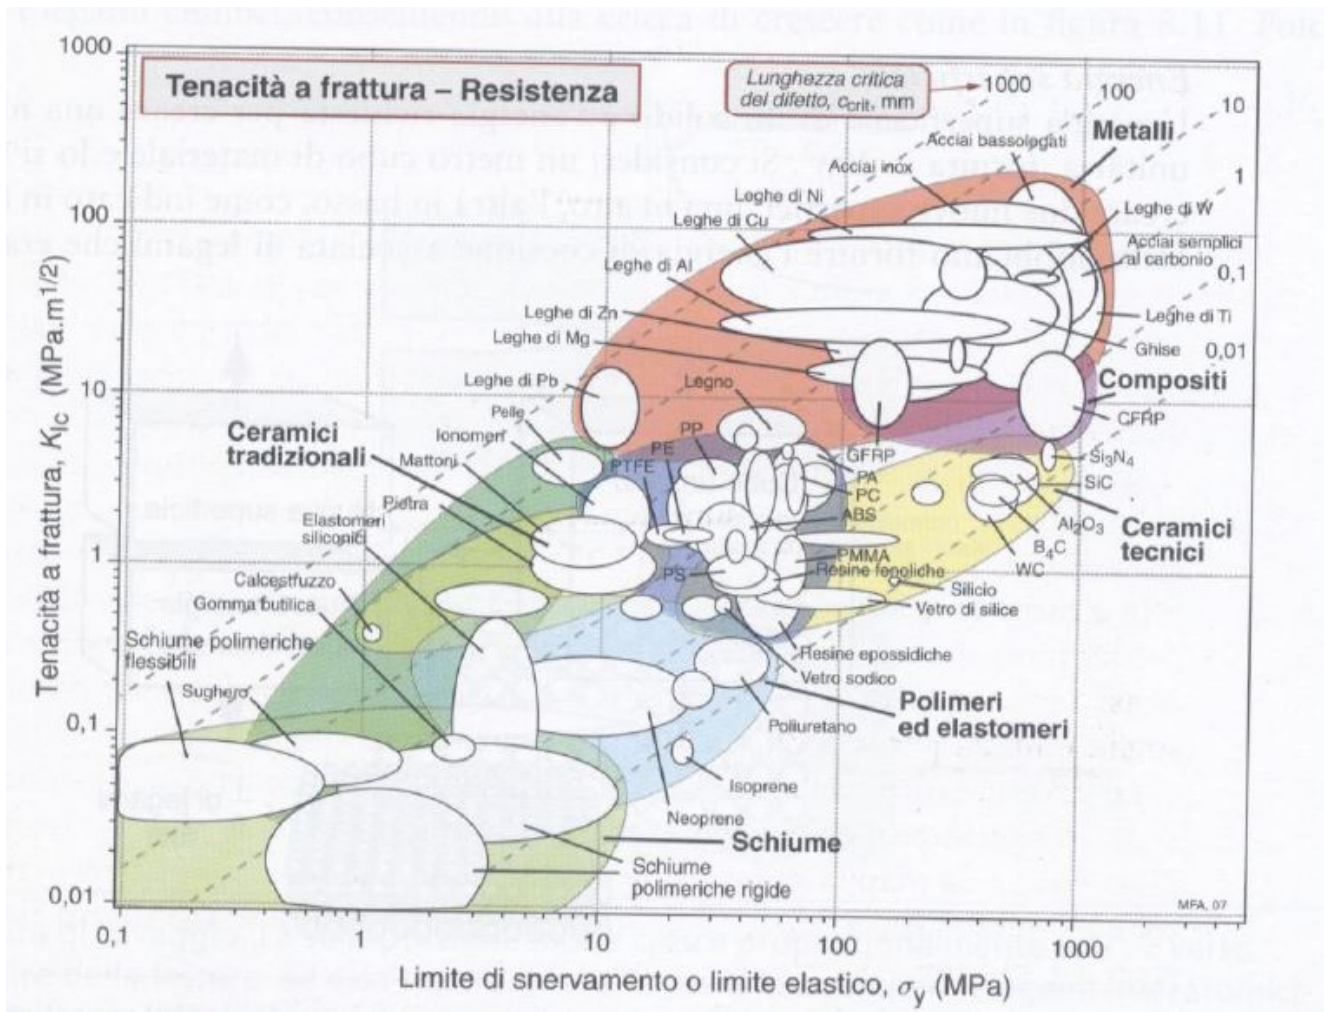 Tenacità a frattura – Resistenza
Lunghezza critica
del difetto, c_crit, mm
1000
100
10
1
0,1
0,01
Metalli
Acciai bassolegati
Acciai inox
Leghe di Ni
Leghe di Cu
Leghe di Al
Leghe di Zn
Leghe di Mg
Leghe di Pb
Leghe di W
Acciai semplici
al carbonio
Leghe di Ti
Ghise
Compositi
CFRP
GFRP
Legno
Pelle
Ionomeri
Ceramici
tradizionali
Mattoni
Pietra
Elastomeri
siliconici
Calcestruzzo
Gomma butilica
Schiume polimeriche
flessibili
Sughero
PTFE
PE
PP
PS
PA
PC
ABS
PMMA
Resine fenoliche
Si3N4
SiC
Al2O3
B4C
WC
Ceramici
tecnici
Silicio
Vetro di silice
Resine epossidiche
Vetro sodico
Polimeri
ed elastomeri
Poliuretano
Isoprene
Neoprene
Schiume
Schiume
polimeriche rigide
MFA, 07
Tenacità a frattura, K_Ic (MPam^1/2)
1000
100
10
1
0,1
0,01
0,1
1
10
100
1000
Limite di snervamento o limite elastico, σ_y (MPa)